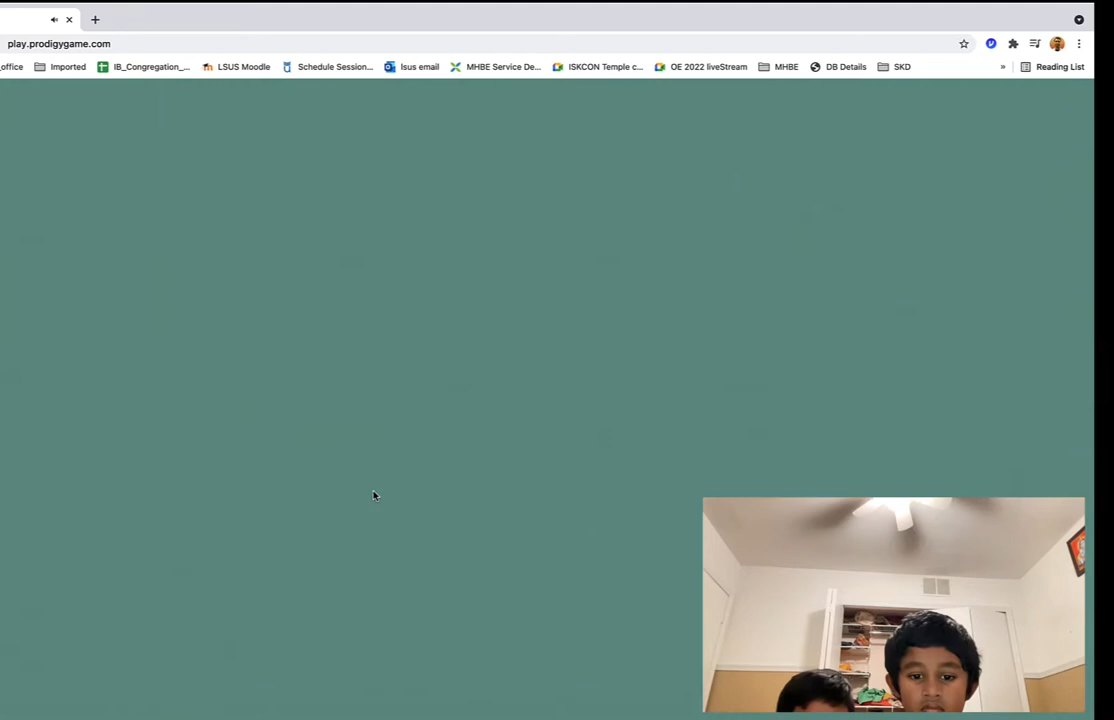 play.prodigygame.com
_office Imported IB_Congregation_... LSUS Moodle Schedule Session... lsus email MHBE Service De... ISKCON Temple c... OE 2022 liveStream MHBE DB Details SKD » Reading List